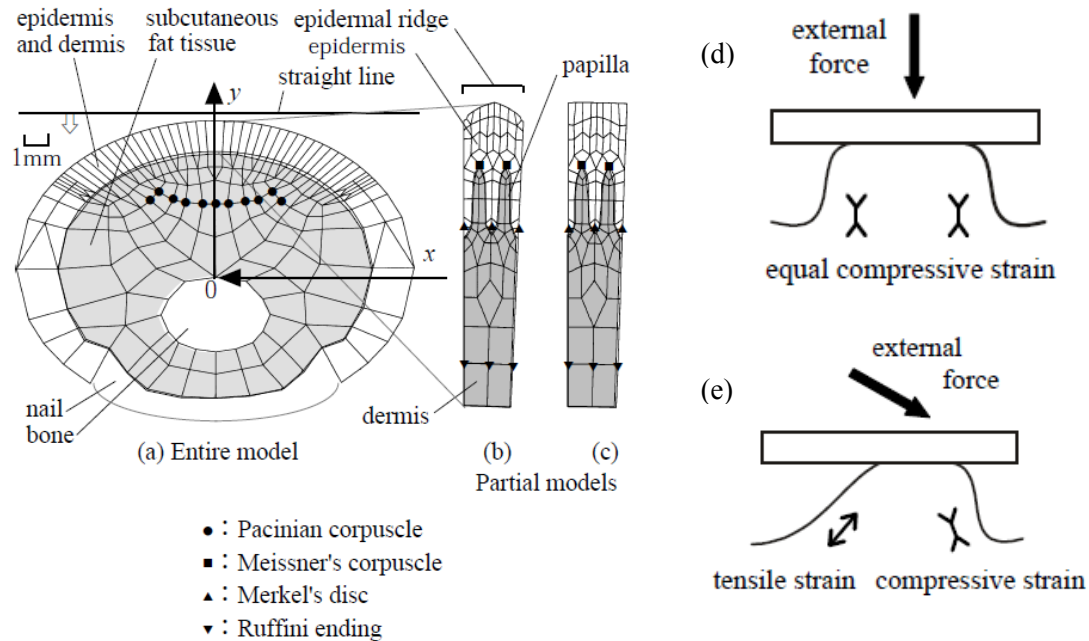 epidermis
and dermis
subcutaneous
fat tissue
epidermal ridge
epidermis
straight line
papilla
y
1mm
x
0
nail
bone
dermis
(a) Entire model
(b)
(c)
Partial models
●：Pacinian corpuscle
■：Meissner's corpuscle
▲：Merkel's disc
▼：Ruffini ending
(d)
external
force
equal compressive strain
(e)
external
force
tensile strain
compressive strain